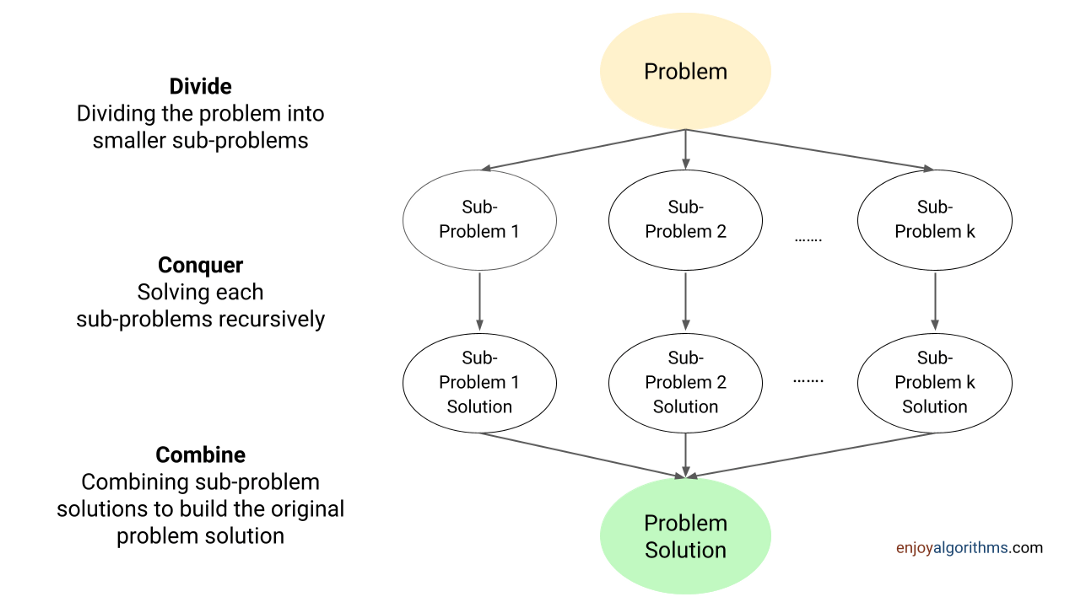 Divide
Dividing the problem into
smaller sub-problems
Conquer
Solving each
sub-problems recursively
Combine
Combining sub-problem
solutions to build the original
problem solution
Problem
Sub-
Problem 1
Sub-
Problem 2
.......
Sub-
Problem k
Sub-
Problem 1
Solution
Sub-
Problem 2
Solution
.......
Sub-
Problem k
Solution
Problem
Solution
enjoyalgorithms.com